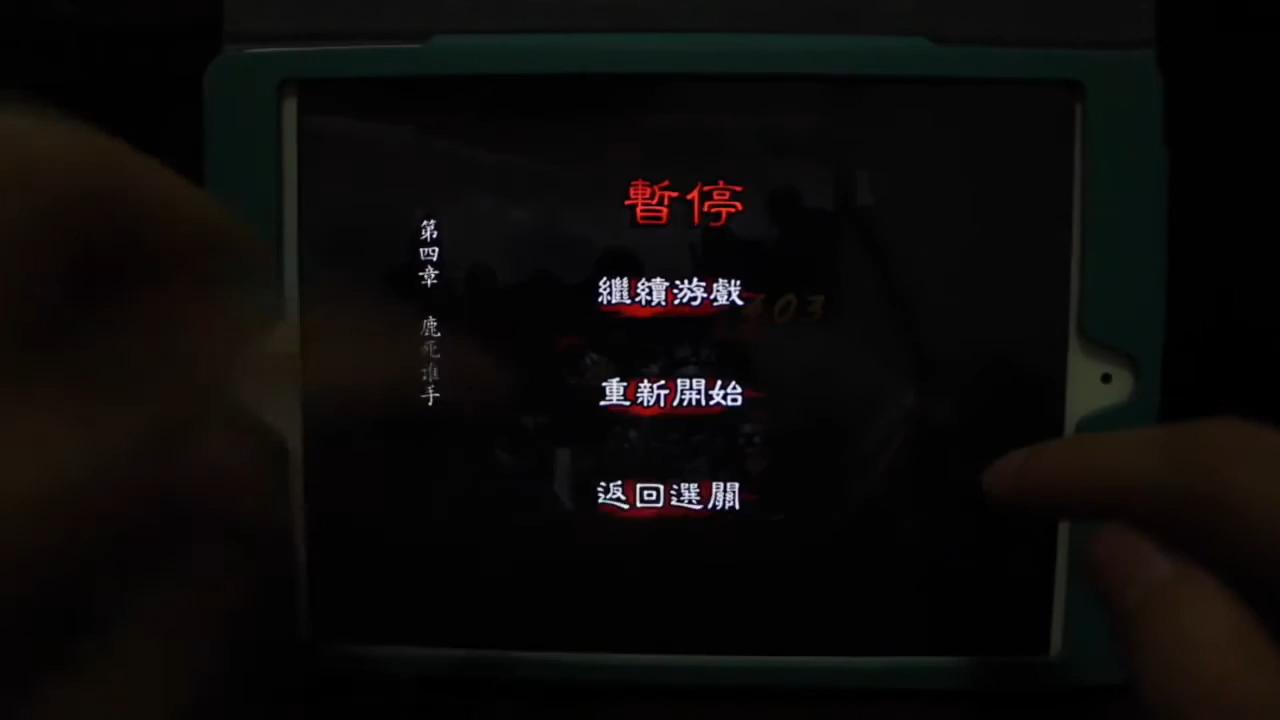 暫停
第四章 鹿死誰手
繼續游戲
重新開始
返回選關